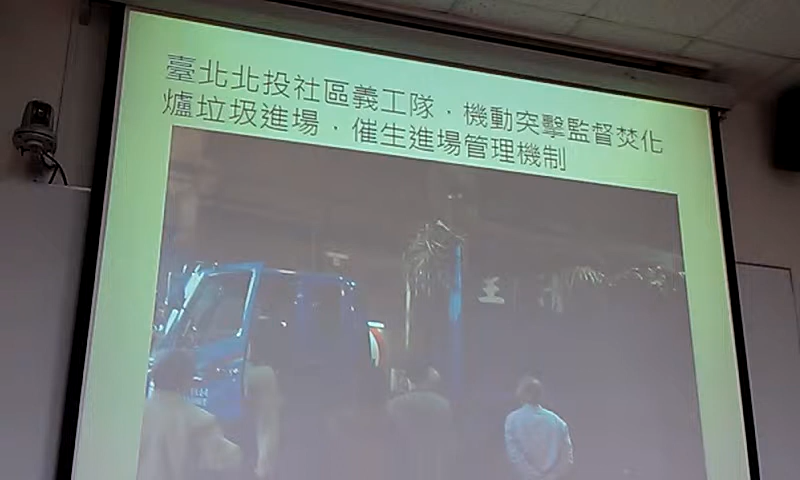 臺北北投社區義工隊，機動突擊監督焚化
爐垃圾進場，催生進場管理機制
王